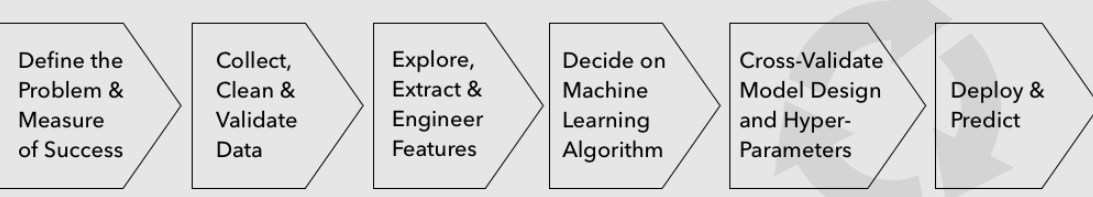 Define the
Problem &
Measure
of Success
Collect,
Clean &
Validate
Data
Explore,
Extract &
Engineer
Features
Decide on
Machine
Learning
Algorithm
Cross-Validate
Model Design
and Hyper-
Parameters
Deploy &
Predict